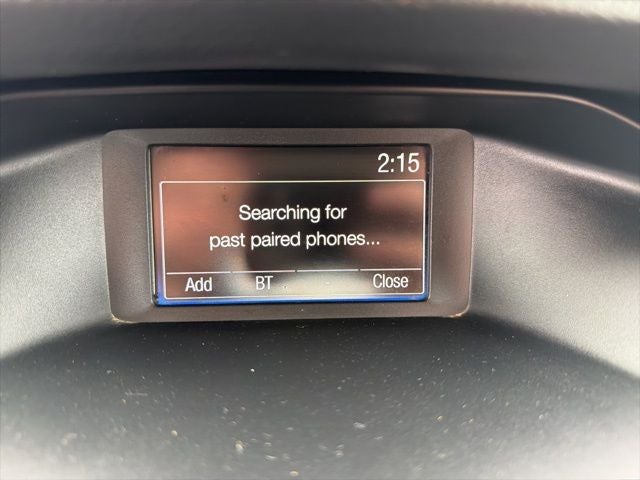 2:15
Searching for
past paired phones...
Add BT Close